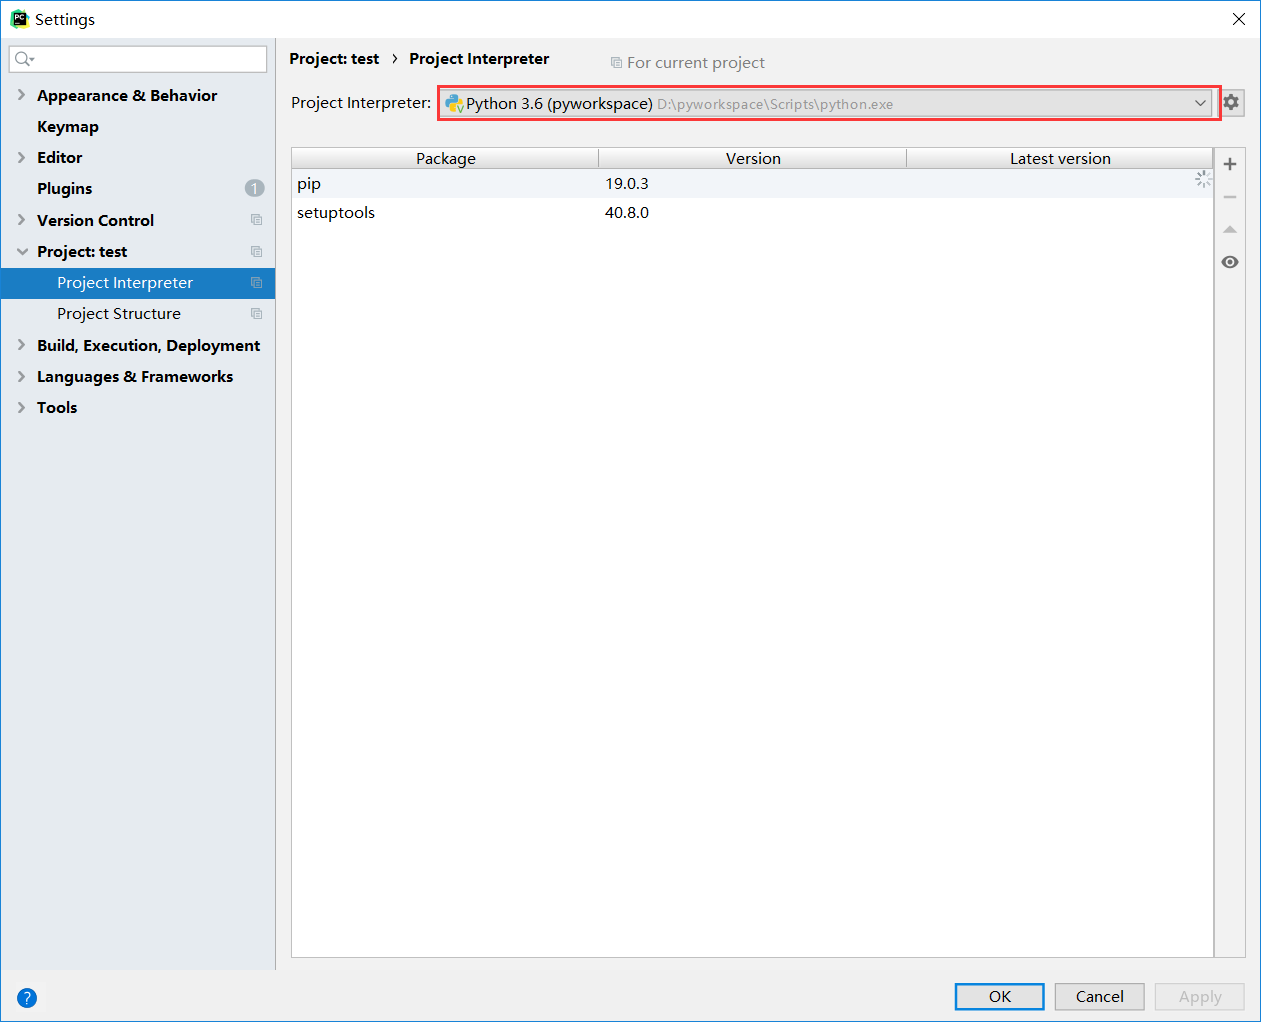 Settings
Project: test › Project Interpreter
For current project
Appearance & Behavior
Keymap
Editor
Plugins 1
Version Control
Project: test
Project Interpreter
Project Structure
Build, Execution, Deployment
Languages & Frameworks
Tools
Project Interpreter: Python 3.6 (pyworkspace) D:\pyworkspace\Scripts\python.exe
Package Version Latest version
pip 19.0.3
setuptools 40.8.0
? OK Cancel Apply